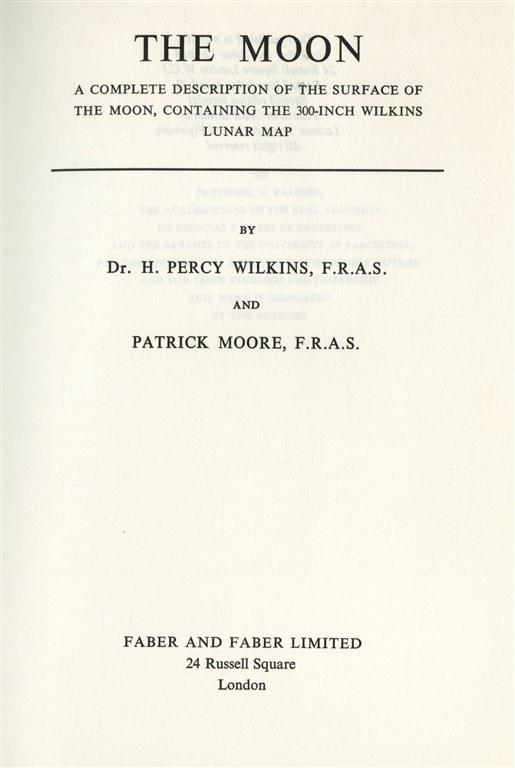 THE MOON
A COMPLETE DESCRIPTION OF THE SURFACE OF
THE MOON, CONTAINING THE 300-INCH WILKINS
LUNAR MAP
BY
Dr. H. PERCY WILKINS, F.R.A.S.
AND
PATRICK MOORE, F.R.A.S.
FABER AND FABER LIMITED
24 Russell Square
London